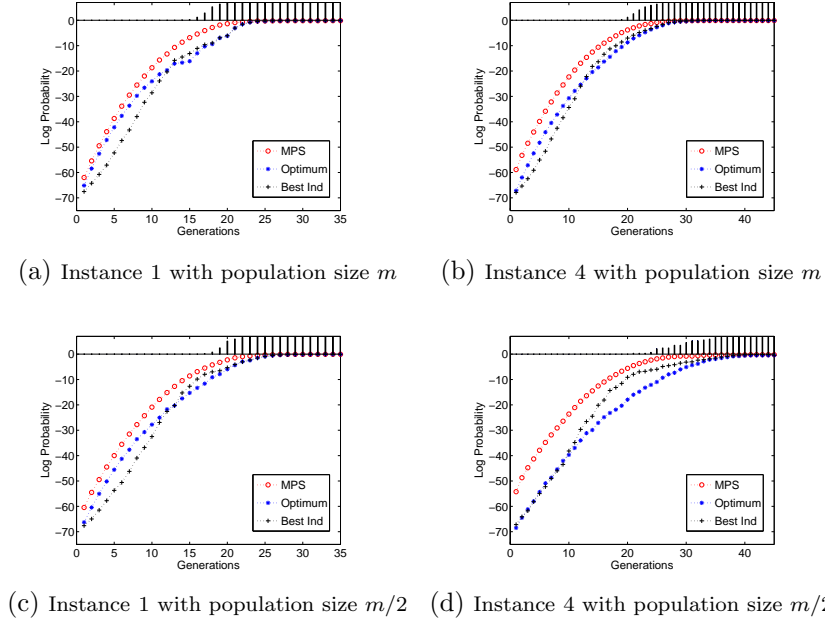 0
−10
−20
−30
−40
−50
−60
−70
Log Probability
0 5 10 15 20 25 30 35
Generations
MPS
Optimum
Best Ind
(a) Instance 1 with population size m
0
−10
−20
−30
−40
−50
−60
−70
Log Probability
0 10 20 30 40
Generations
MPS
Optimum
Best Ind
(b) Instance 4 with population size m
0
−10
−20
−30
−40
−50
−60
−70
Log Probability
0 5 10 15 20 25 30 35
Generations
MPS
Optimum
Best Ind
(c) Instance 1 with population size m/2
0
−10
−20
−30
−40
−50
−60
−70
Log Probability
0 10 20 30 40
Generations
MPS
Optimum
Best Ind
(d) Instance 4 with population size m/2